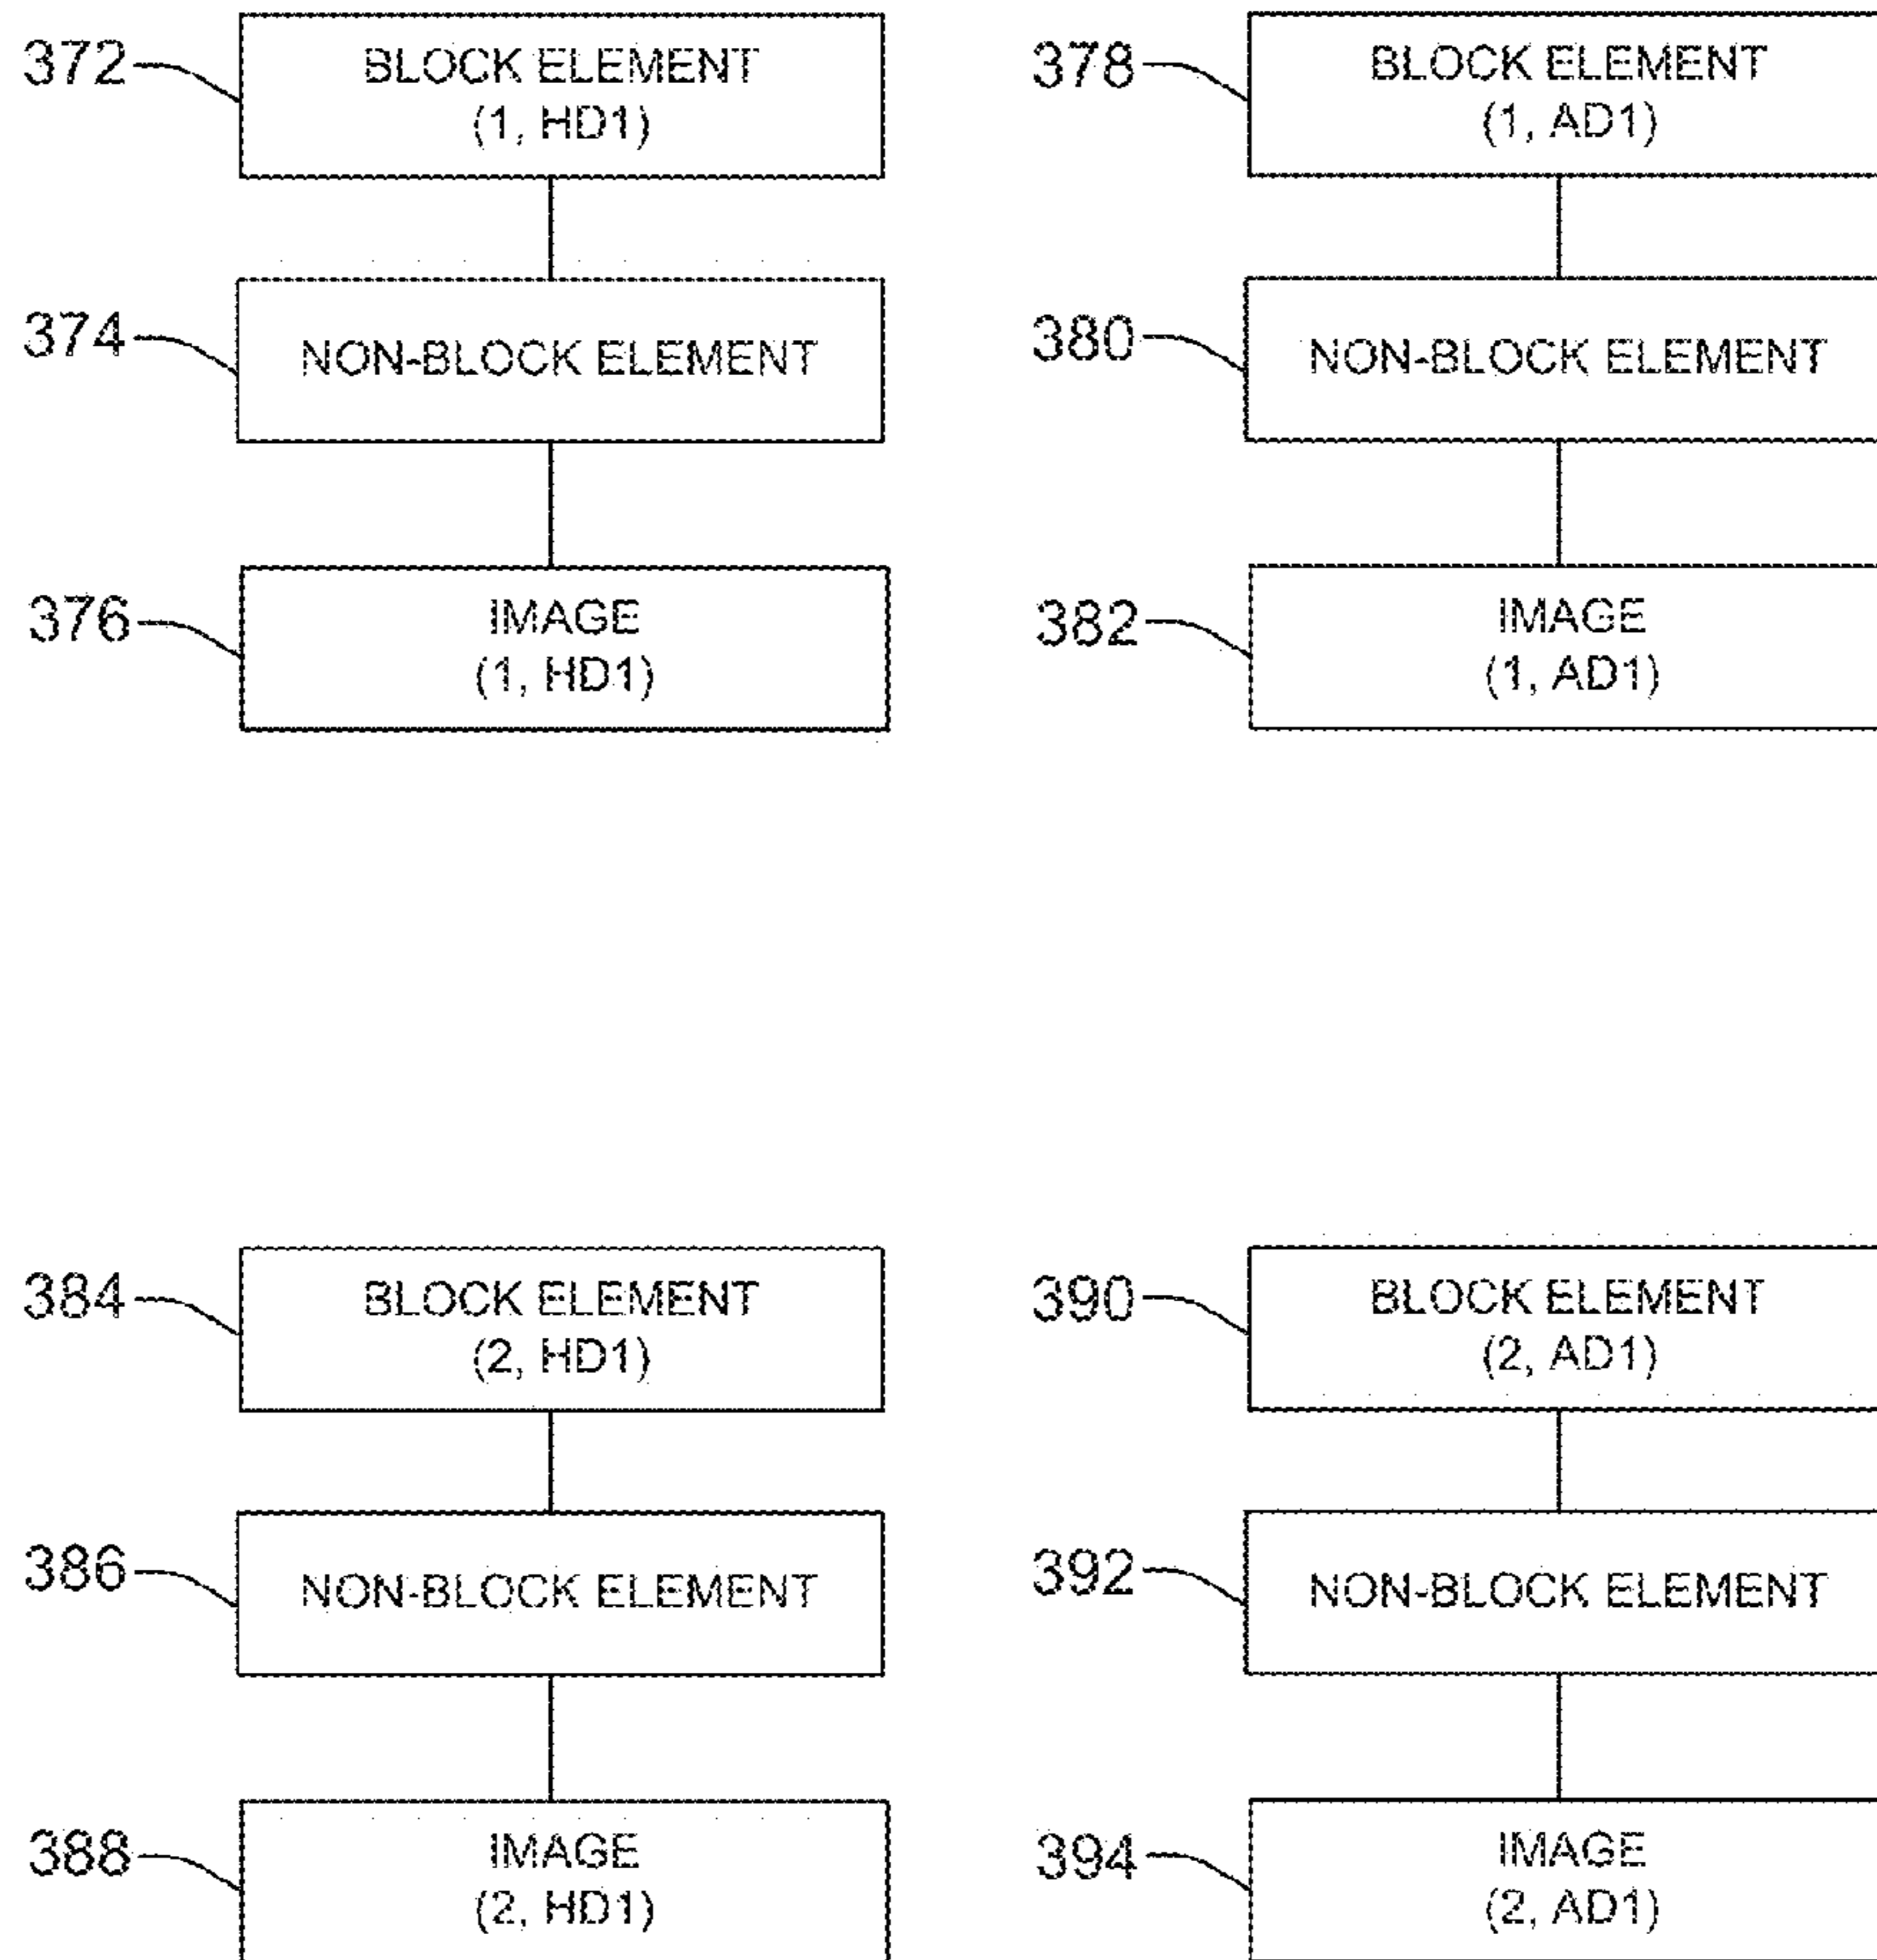 372
BLOCK ELEMENT
(1, HD1)
374
NON-BLOCK ELEMENT
376
IMAGE
(1, HD1)
378
BLOCK ELEMENT
(1, AD1)
380
NON-BLOCK ELEMENT
382
IMAGE
(1, AD1)
384
BLOCK ELEMENT
(2, HD1)
386
NON-BLOCK ELEMENT
388
IMAGE
(2, HD1)
390
BLOCK ELEMENT
(2, AD1)
392
NON-BLOCK ELEMENT
394
IMAGE
(2, AD1)